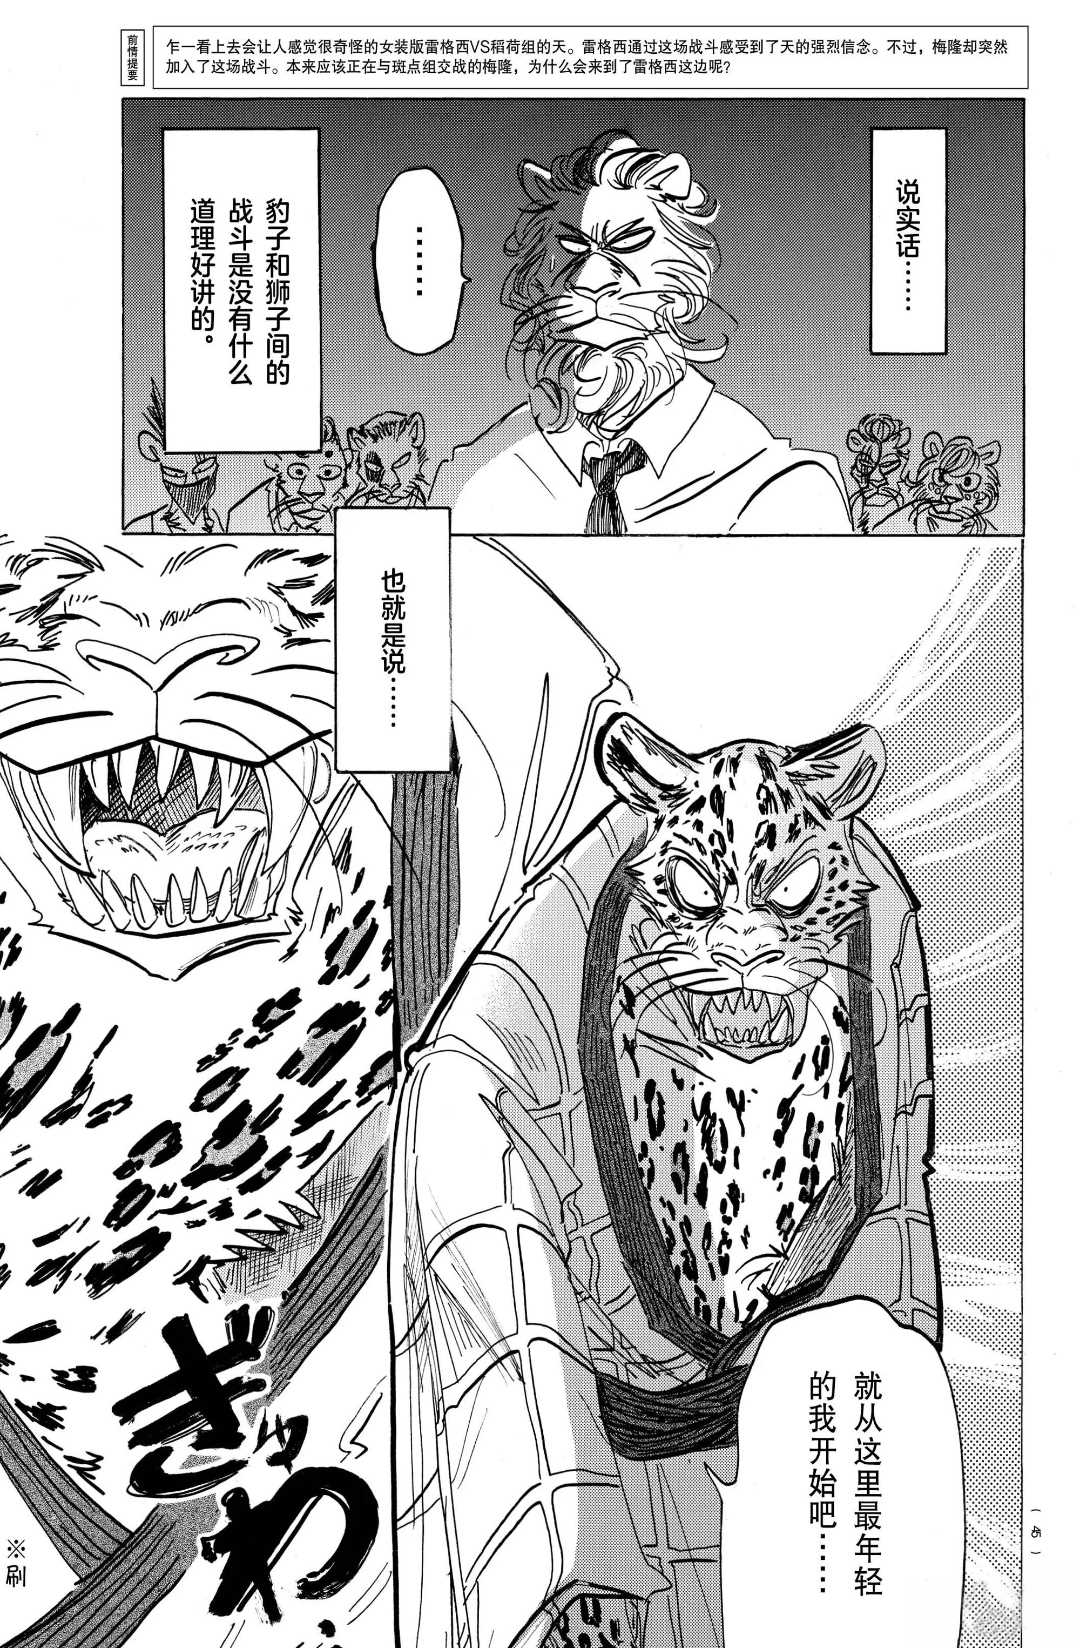 前情提要
乍一看上去会让人感觉很奇怪的女装版雷格西VS稻荷组的天。雷格西通过这场战斗感受到了天的强烈信念。不过，梅隆却突然
加入了这场战斗。本来应该正在与斑点组交战的梅隆，为什么会来到了雷格西这边呢？
说实话……
……
豹子和狮子间的
战斗是没有什么
道理好讲的。
也就是说……
就从这里最年轻
的我开始吧……
ぎゅわ
※刷